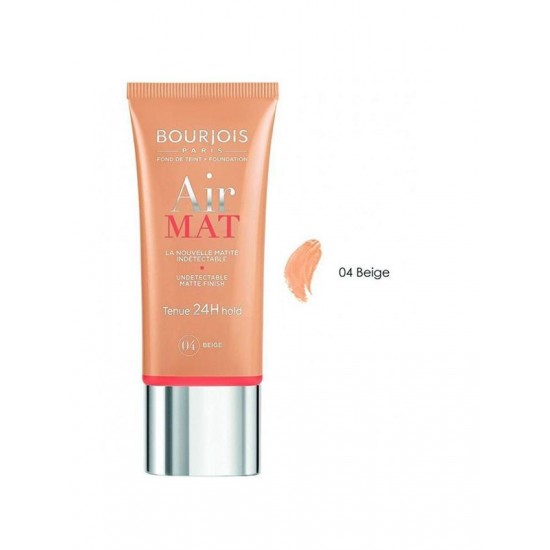 BOURJOIS
PARIS
FOND DE TEINT • FOUNDATION
Air
MAT
LA NOUVELLE MATITÉ
INDÉTECTABLE
•
UNDETECTABLE
MATTE FINISH
Tenue 24H hold
04 BEIGE
04 Beige